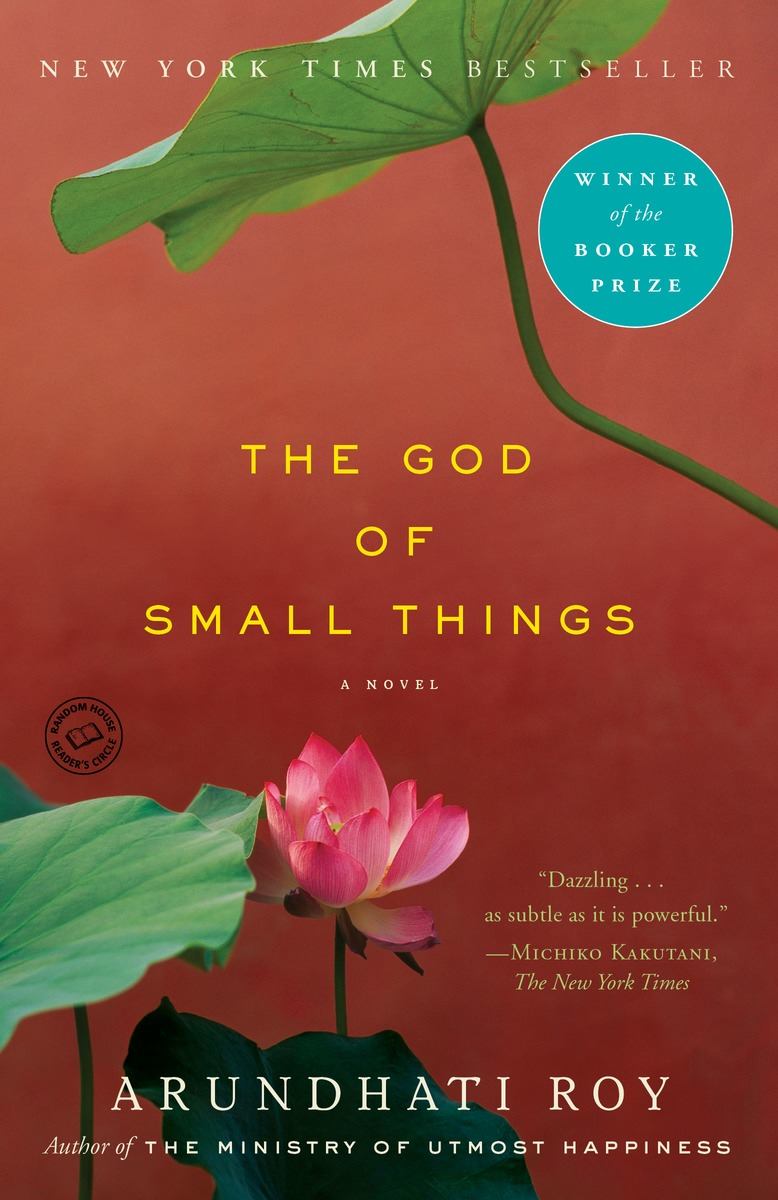 NEW YORK TIMES BESTSELLER
WINNER
of the
BOOKER
PRIZE
THE GOD
OF
SMALL THINGS
A NOVEL
RANDOM HOUSE
READER'S CIRCLE
“Dazzling . . .
as subtle as it is powerful.”
—MICHIKO KAKUTANI,
The New York Times
ARUNDHATI ROY
Author of THE MINISTRY OF UTMOST HAPPINESS